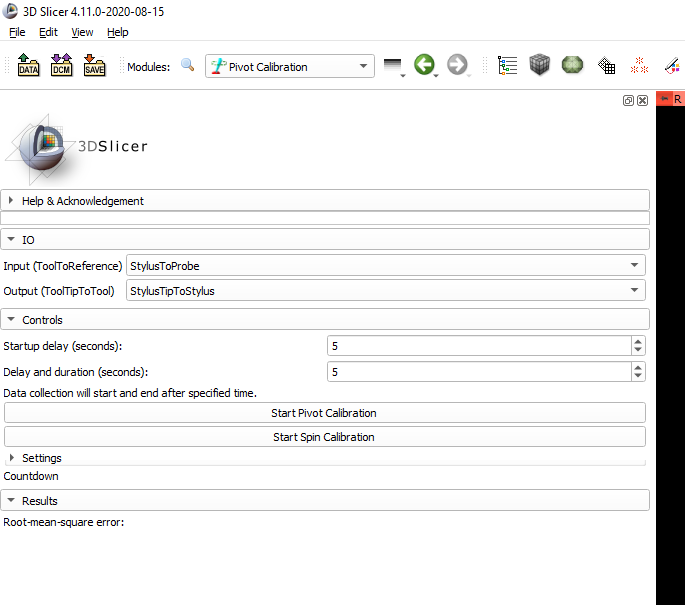 3D Slicer 4.11.0-2020-08-15
File Edit View Help
DATA DCM SAVE Modules: Pivot Calibration
R
3DSlicer
Help & Acknowledgement
IO
Input (ToolToReference) StylusToProbe
Output (ToolTipToTool) StylusTipToStylus
Controls
Startup delay (seconds): 5
Delay and duration (seconds): 5
Data collection will start and end after specified time.
Start Pivot Calibration
Start Spin Calibration
Settings
Countdown
Results
Root-mean-square error: